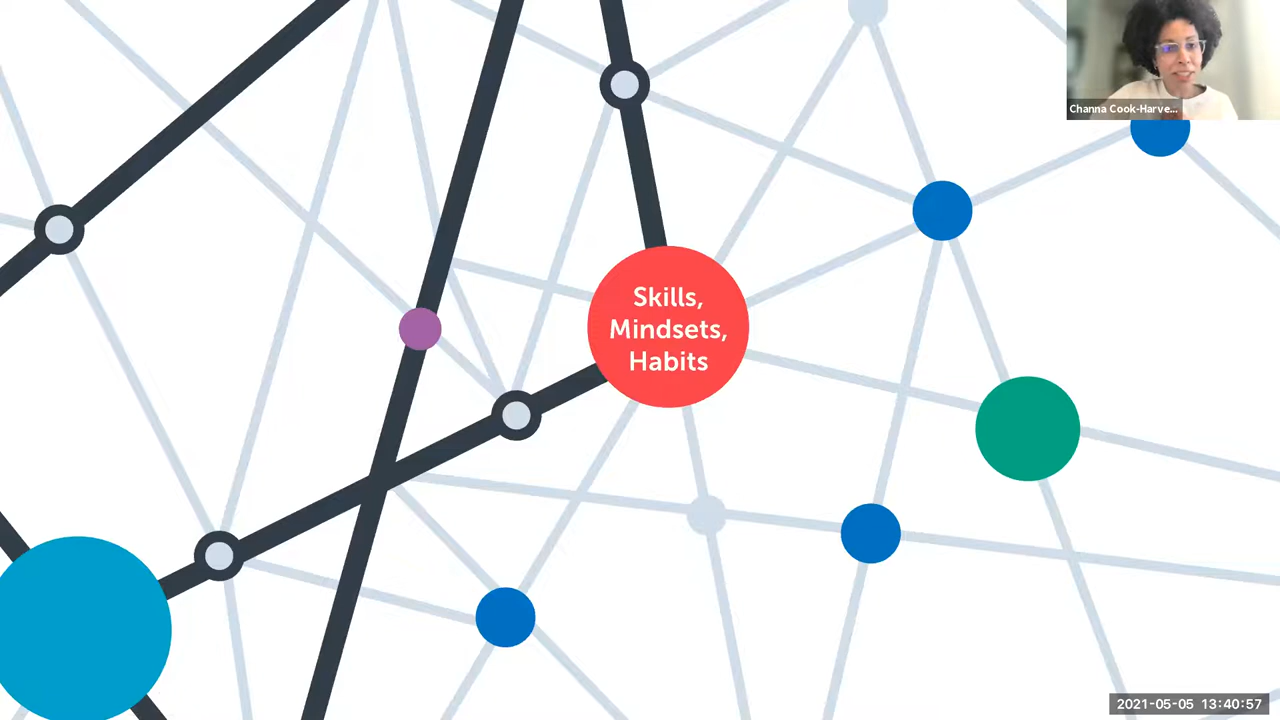 Channa Cook-Harve...
Skills,
Mindsets,
Habits
2021-05-05 13:40:57